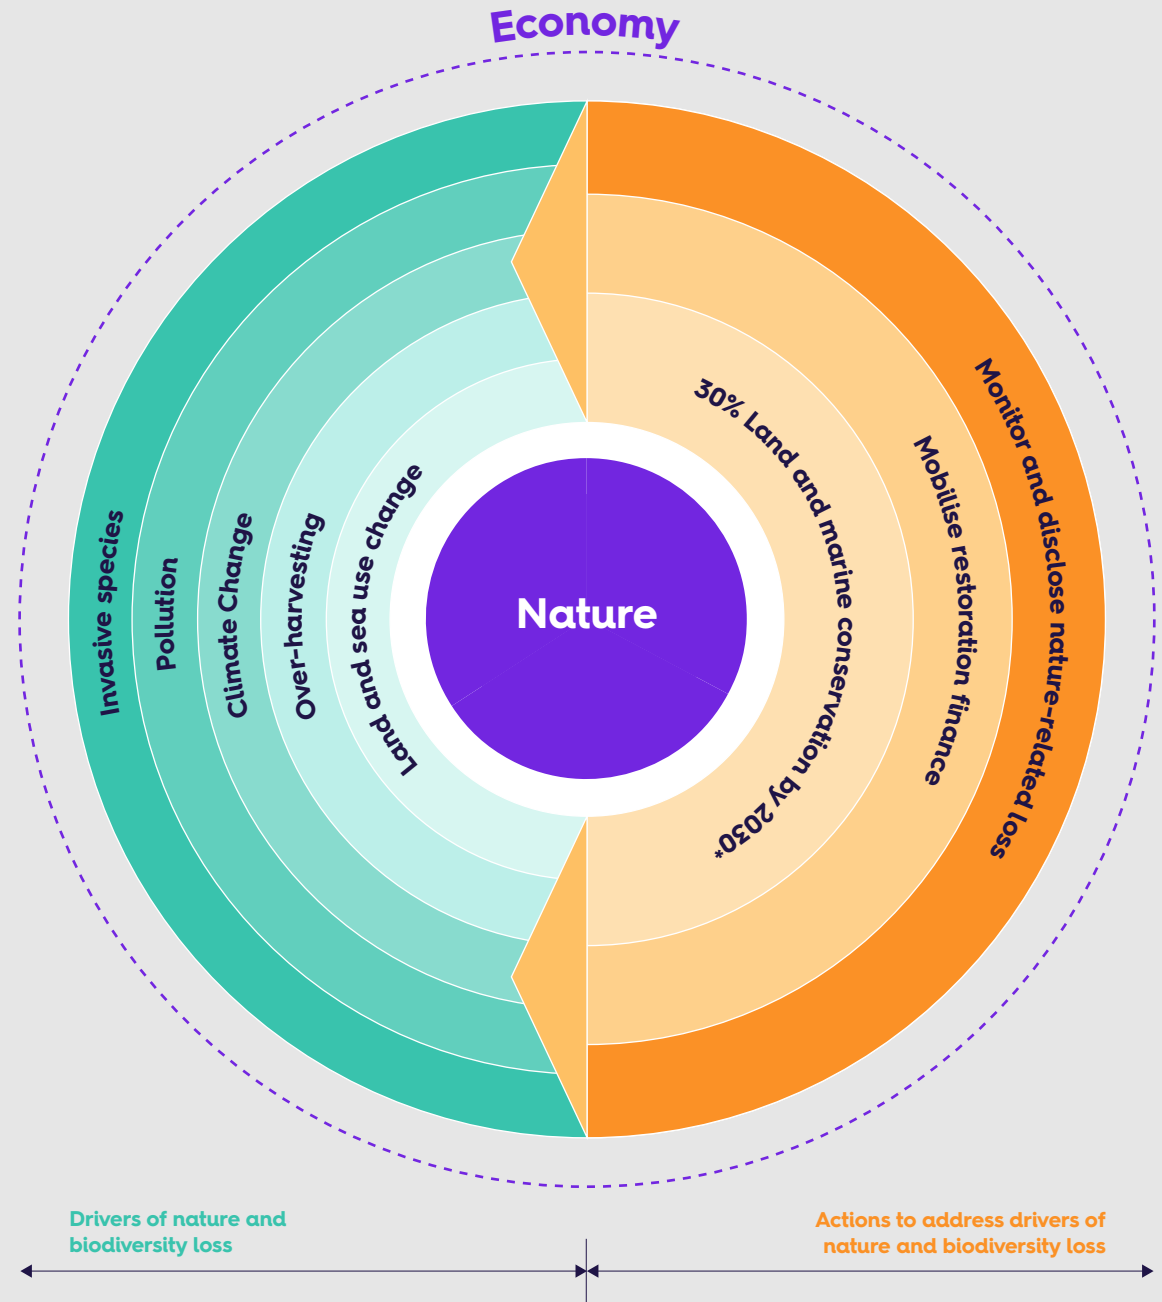 Economy
Invasive species
Pollution
Climate Change
Over-harvesting
Land and sea use change
Nature
30% Land and marine conservation by 2030*
Mobilise restoration finance
Monitor and disclose nature-related loss
Drivers of nature and
biodiversity loss
Actions to address drivers of
nature and biodiversity loss